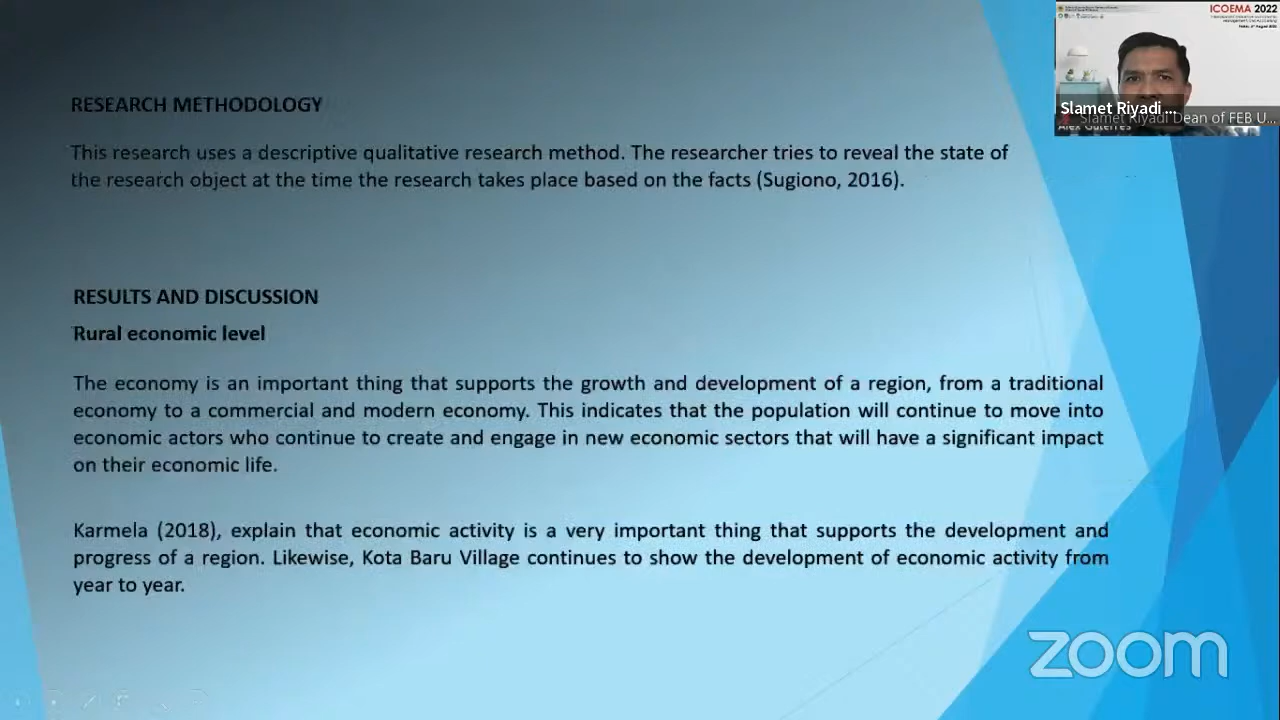 ICOEMA 2022
Slamet Riyadi ...
Slamet Riyadi Dean of FEB U...
Alex Guterres
RESEARCH METHODOLOGY
This research uses a descriptive qualitative research method. The researcher tries to reveal the state of
the research object at the time the research takes place based on the facts (Sugiono, 2016).
RESULTS AND DISCUSSION
Rural economic level
The economy is an important thing that supports the growth and development of a region, from a traditional
economy to a commercial and modern economy. This indicates that the population will continue to move into
economic actors who continue to create and engage in new economic sectors that will have a significant impact
on their economic life.
Karmela (2018), explain that economic activity is a very important thing that supports the development and
progress of a region. Likewise, Kota Baru Village continues to show the development of economic activity from
year to year.
zoom